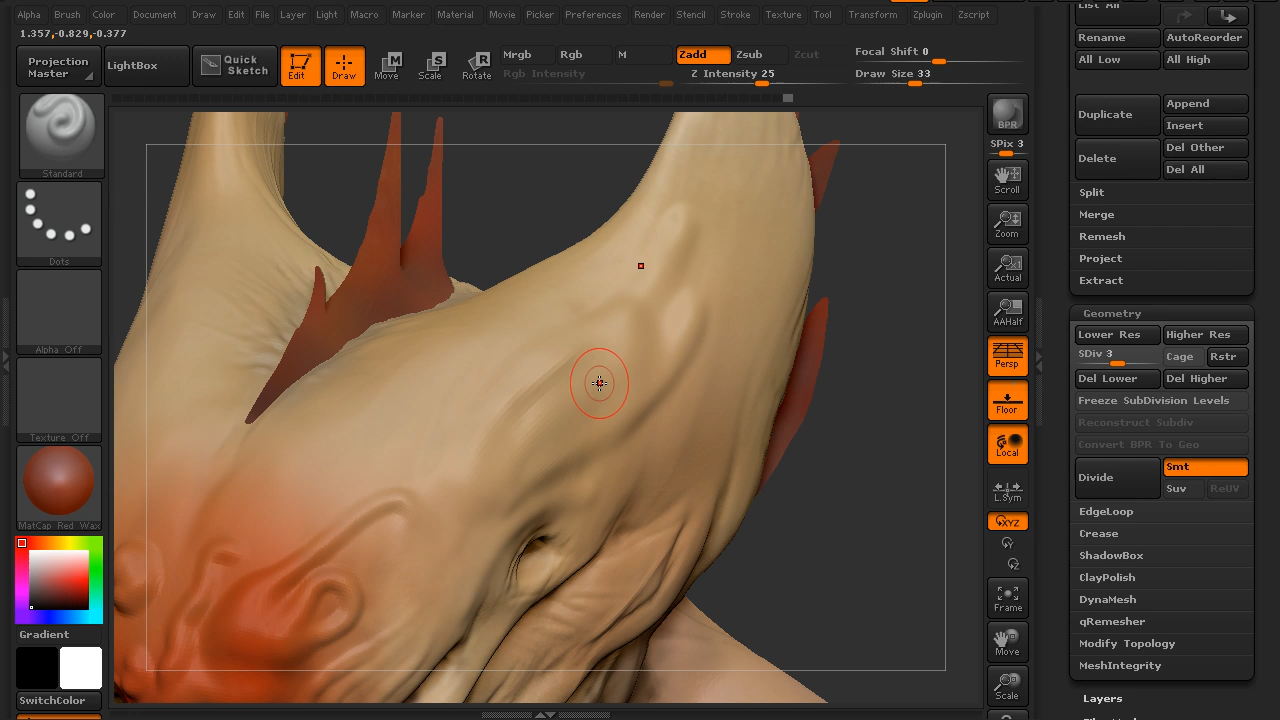 Alpha Brush Color Document Draw Edit File Layer Light Macro Marker Material Movie Picker Preferences Render Stencil Stroke Texture Tool Transform Zplugin Zscript
1.357,-0.829,-0.377
Projection Master
LightBox
Quick Sketch
Edit
Draw
Move
Scale
Rotate
Mrgb Rgb M
Rgb Intensity
Zadd Zsub Zcut
Z Intensity 25
Focal Shift 0
Draw Size 33
Standard
Dots
Alpha Off
Texture Off
MatCap Red Wax
Gradient
SwitchColor
BPR
SPix 3
Scroll
Zoom
Actual
AAHalf
Persp
Floor
Local
L.Sym
XYZ
Y
Z
Frame
Move
Scale
List All
Rename AutoReorder
All Low All High
Duplicate Append
Insert
Delete Del Other
Del All
Split
Merge
Remesh
Project
Extract
Geometry
Lower Res Higher Res
SDiv 3 Cage Rstr
Del Lower Del Higher
Freeze SubDivision Levels
Reconstruct Subdiv
Convert BPR To Geo
Divide Smt
Suv ReUV
EdgeLoop
Crease
ShadowBox
ClayPolish
DynaMesh
qRemesher
Modify Topology
MeshIntegrity
Layers